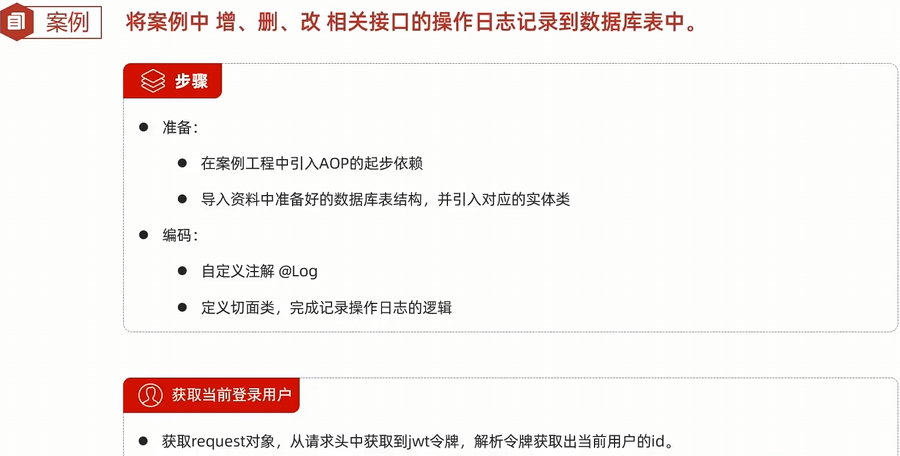 案例
将案例中 增、删、改 相关接口的操作日志记录到数据库表中。
步骤
准备：
在案例工程中引入AOP的起步依赖
导入资料中准备好的数据库表结构，并引入对应的实体类
编码：
自定义注解 @Log
定义切面类，完成记录操作日志的逻辑
获取当前登录用户
获取request对象，从请求头中获取到jwt令牌，解析令牌获取出当前用户的id。